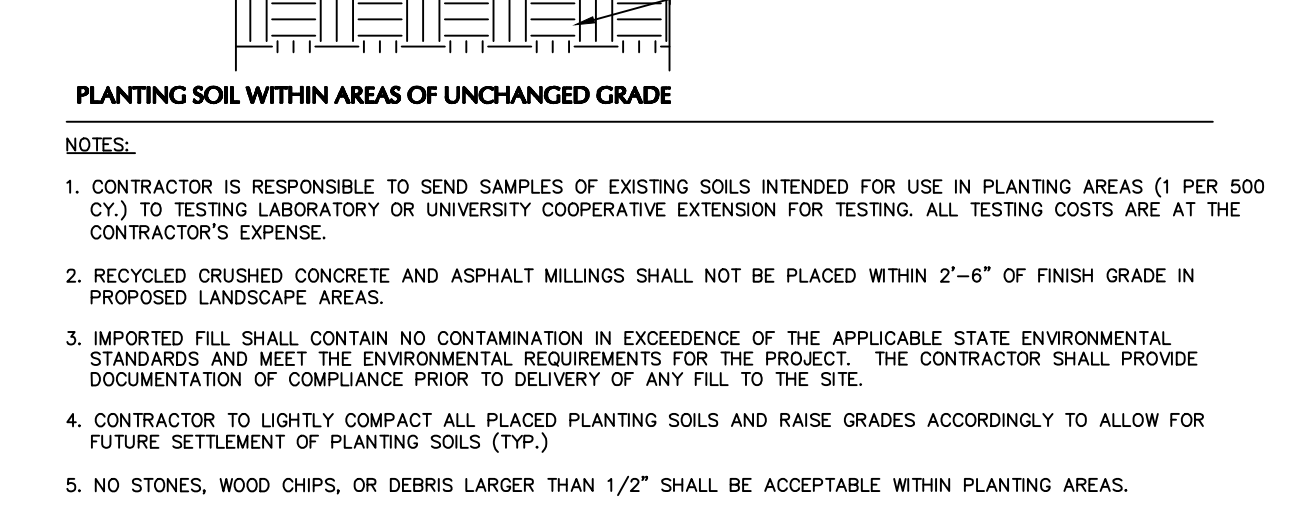 PLANTING SOIL WITHIN AREAS OF UNCHANGED GRADE
NOTES:
1. CONTRACTOR IS RESPONSIBLE TO SEND SAMPLES OF EXISTING SOILS INTENDED FOR USE IN PLANTING AREAS (1 PER 500
CY.) TO TESTING LABORATORY OR UNIVERSITY COOPERATIVE EXTENSION FOR TESTING. ALL TESTING COSTS ARE AT THE
CONTRACTOR'S EXPENSE.
2. RECYCLED CRUSHED CONCRETE AND ASPHALT MILLINGS SHALL NOT BE PLACED WITHIN 2'-6" OF FINISH GRADE IN
PROPOSED LANDSCAPE AREAS.
3. IMPORTED FILL SHALL CONTAIN NO CONTAMINATION IN EXCEEDENCE OF THE APPLICABLE STATE ENVIRONMENTAL
STANDARDS AND MEET THE ENVIRONMENTAL REQUIREMENTS FOR THE PROJECT. THE CONTRACTOR SHALL PROVIDE
DOCUMENTATION OF COMPLIANCE PRIOR TO DELIVERY OF ANY FILL TO THE SITE.
4. CONTRACTOR TO LIGHTLY COMPACT ALL PLACED PLANTING SOILS AND RAISE GRADES ACCORDINGLY TO ALLOW FOR
FUTURE SETTLEMENT OF PLANTING SOILS (TYP.)
5. NO STONES, WOOD CHIPS, OR DEBRIS LARGER THAN 1/2" SHALL BE ACCEPTABLE WITHIN PLANTING AREAS.